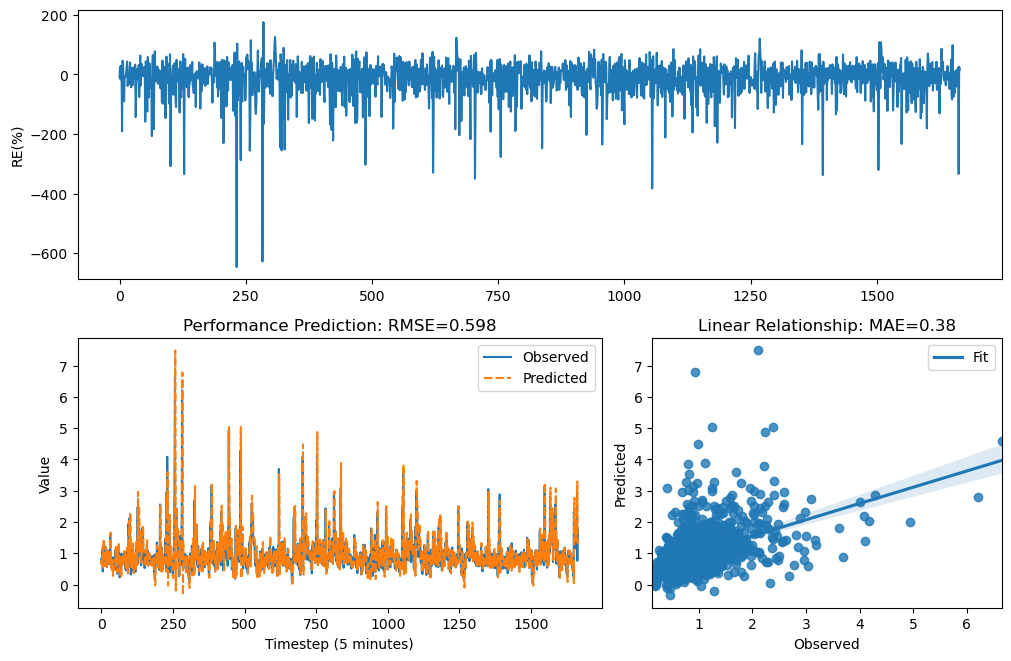 200
0
−200
−400
−600
RE(%)
0 250 500 750 1000 1250 1500
Performance Prediction: RMSE=0.598
Observed
Predicted
7
6
5
4
3
2
1
0
Value
0 250 500 750 1000 1250 1500
Timestep (5 minutes)
Linear Relationship: MAE=0.38
Fit
7
6
5
4
3
2
1
0
Predicted
1 2 3 4 5 6
Observed